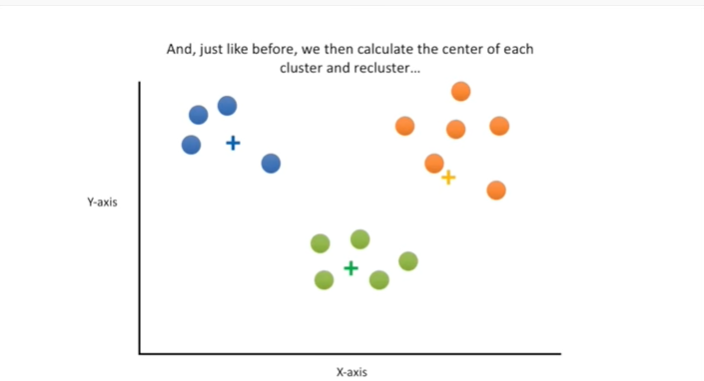 And, just like before, we then calculate the center of each
cluster and recluster...
Y-axis
X-axis